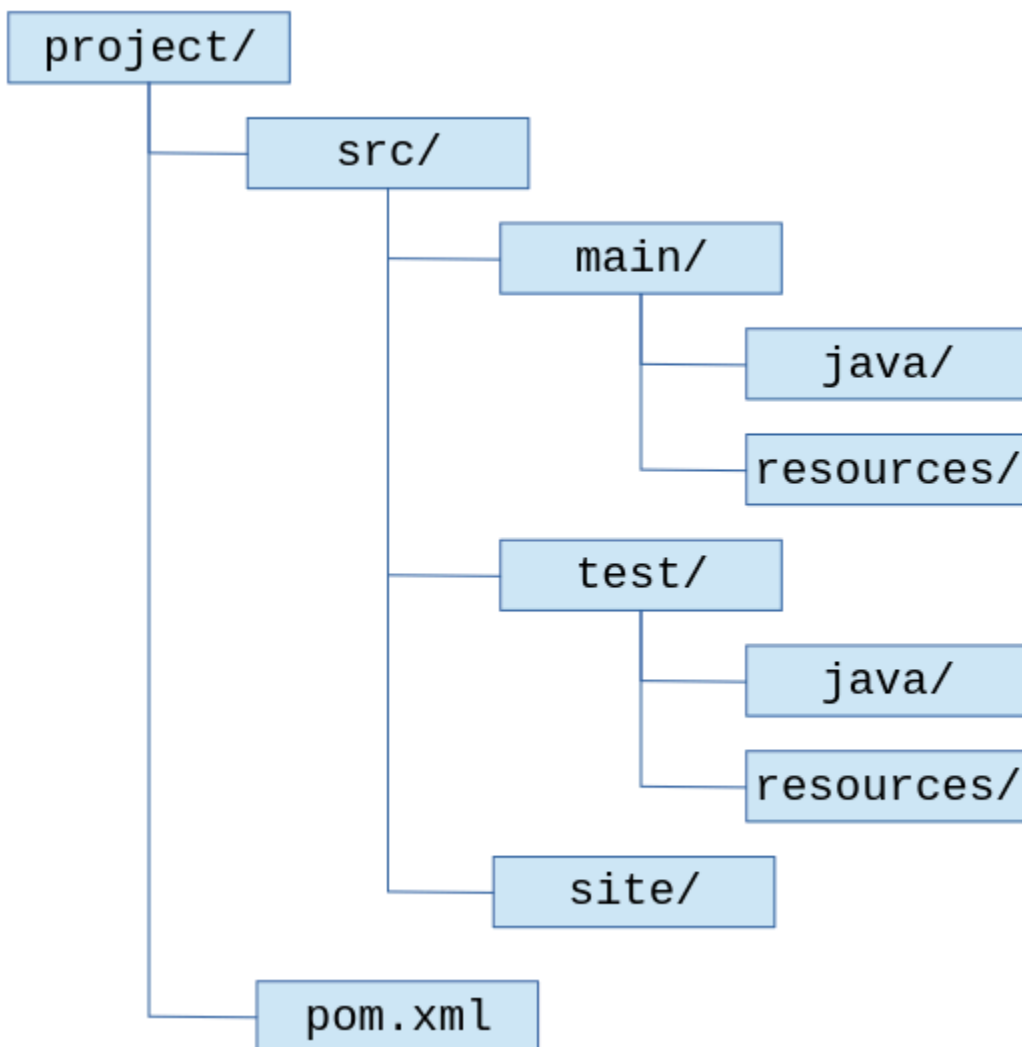 project/
src/
main/
java/
resources/
test/
java/
resources/
site/
pom.xml